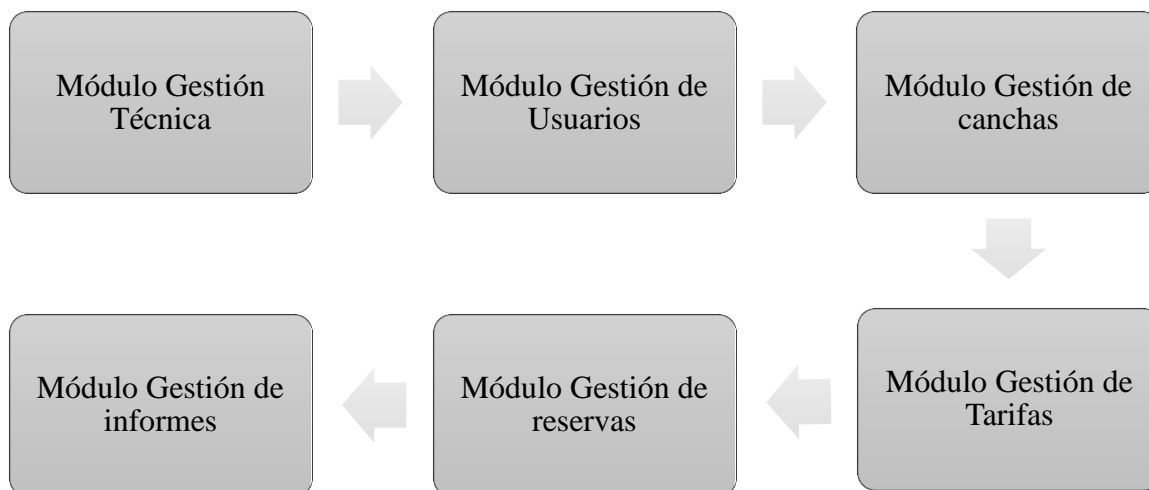 Módulo Gestión
Técnica
Módulo Gestión de
Usuarios
Módulo Gestión de
canchas
Módulo Gestión de
Tarifas
Módulo Gestión de
reservas
Módulo Gestión de
informes